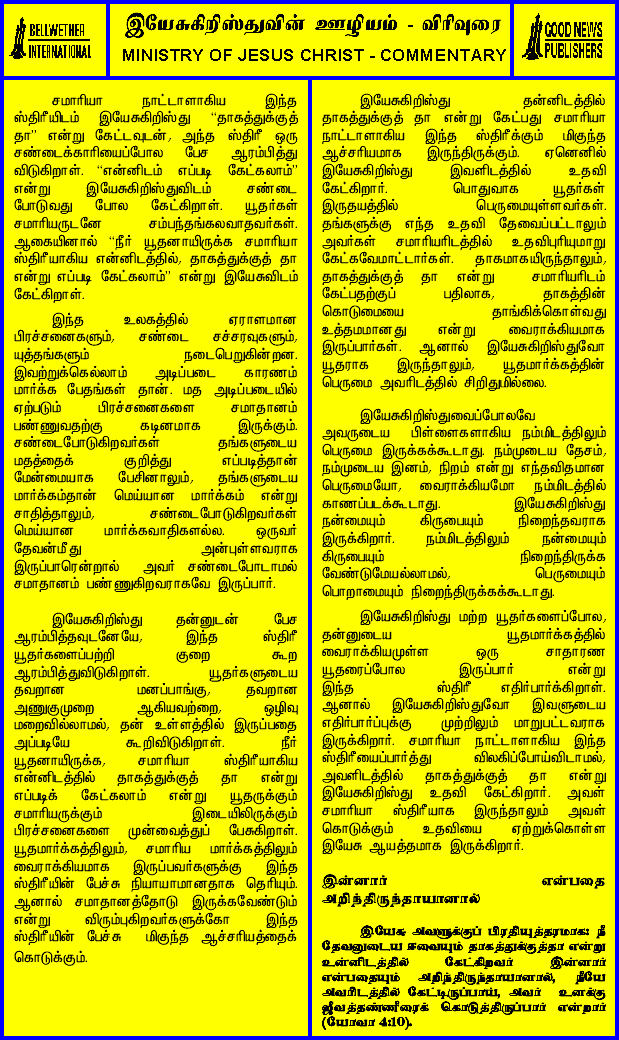 BELLWETHER
INTERNATIONAL
இயேசுகிறிஸ்துவின் ஊழியம் - விரிவுரை
MINISTRY OF JESUS CHRIST - COMMENTARY
GOOD NEWS
PUBLISHERS
சமாரியா நாட்டாளாகிய இந்த
ஸ்திரீயிடம் இயேசுகிறிஸ்து “தாகத்துக்குத்
தா” என்று கேட்டவுடன், அந்த ஸ்திரீ ஒரு
சண்டைக்காரியைப்போல பேச ஆரம்பித்து
விடுகிறாள். “என்னிடம் எப்படி கேட்கலாம்”
என்று இயேசுகிறிஸ்துவிடம் சண்டை
போடுவது போல கேட்கிறாள். யூதர்கள்
சமாரியருடனே சம்பந்தங்கலவாதவர்கள்.
ஆகையினால் “நீர் யூதனாயிருக்க சமாரியா
ஸ்திரீயாகிய என்னிடத்தில், தாகத்துக்குத் தா
என்று எப்படி கேட்கலாம்” என்று இயேசுவிடம்
கேட்கிறாள்.
இந்த உலகத்தில் ஏராளமான
பிரச்சனைகளும், சண்டை சச்சரவுகளும்,
யுத்தங்களும் நடைபெறுகின்றன.
இவற்றுக்கெல்லாம் அடிப்படை காரணம்
மார்க்க பேதங்கள் தான். மத அடிப்படையில்
ஏற்படும் பிரச்சனைகளை சமாதானம்
பண்ணுவதற்கு கடினமாக இருக்கும்.
சண்டைபோடுகிறவர்கள் தங்களுடைய
மதத்தைக் குறித்து எப்படித்தான்
மேன்மையாக பேசினாலும், தங்களுடைய
மார்க்கம்தான் மெய்யான மார்க்கம் என்று
சாதித்தாலும், சண்டைபோடுகிறவர்கள்
மெய்யான மார்க்கவாதிகளல்ல. ஒருவர்
தேவன்மீது அன்புள்ளவராக
இருப்பாரென்றால் அவர் சண்டைபோடாமல்
சமாதானம் பண்ணுகிறவராகவே இருப்பார்.
இயேசுகிறிஸ்து தன்னுடன் பேச
ஆரம்பித்தவுடனேயே, இந்த ஸ்திரீ
யூதர்களைப்பற்றி குறை கூற
ஆரம்பித்துவிடுகிறாள். யூதர்களுடைய
தவறான மனப்பாங்கு, தவறான
அணுகுமுறை ஆகியவற்றை, ஒழிவு
மறைவில்லாமல், தன் உள்ளத்தில் இருப்பதை
அப்படியே கூறிவிடுகிறாள். நீர்
யூதனாயிருக்க, சமாரியா ஸ்திரீயாகிய
என்னிடத்தில் தாகத்துக்குத் தா என்று
எப்படிக் கேட்கலாம் என்று யூதருக்கும்
சமாரியருக்கும் இடையிலிருக்கும்
பிரச்சனைகளை முன்வைத்துப் பேசுகிறாள்.
யூதமார்க்கத்திலும், சமாரிய மார்க்கத்திலும்
வைராக்கியமாக இருப்பவர்களுக்கு இந்த
ஸ்திரீயின் பேச்சு நியாயமானதாக தெரியும்.
ஆனால் சமாதானத்தோடு இருக்கவேண்டும்
என்று விரும்புகிறவர்களுக்கோ இந்த
ஸ்திரீயின் பேச்சு மிகுந்த ஆச்சரியத்தைக்
கொடுக்கும்.
இயேசுகிறிஸ்து தன்னிடத்தில்
தாகத்துக்குத் தா என்று கேட்பது சமாரியா
நாட்டாளாகிய இந்த ஸ்திரீக்கும் மிகுந்த
ஆச்சரியமாக இருந்திருக்கும். ஏனெனில்
இயேசுகிறிஸ்து இவளிடத்தில் உதவி
கேட்கிறார். பொதுவாக யூதர்கள்
இருதயத்தில் பெருமையுள்ளவர்கள்.
தங்களுக்கு எந்த உதவி தேவைப்பட்டாலும்
அவர்கள் சமாரியரிடத்தில் உதவிபுரியுமாறு
கேட்கவேமாட்டார்கள். தாகமாகயிருந்தாலும்,
தாகத்துக்குத் தா என்று சமாரியரிடம்
கேட்பதற்குப் பதிலாக, தாகத்தின்
கொடுமையை தாங்கிக்கொள்வது
உத்தமமானது என்று வைராக்கியமாக
இருப்பார்கள். ஆனால் இயேசுகிறிஸ்துவோ
யூதராக இருந்தாலும், யூதமார்க்கத்தின்
பெருமை அவரிடத்தில் சிறிதுமில்லை.
இயேசுகிறிஸ்துவைப்போலவே
அவருடைய பிள்ளைகளாகிய நம்மிடத்திலும்
பெருமை இருக்கக்கூடாது. நம்முடைய தேசம்,
நம்முடைய இனம், நிறம் என்று எந்தவிதமான
பெருமையோ, வைராக்கியமோ நம்மிடத்தில்
காணப்படக்கூடாது. இயேசுகிறிஸ்து
நன்மையும் கிருபையும் நிறைந்தவராக
இருக்கிறார். நம்மிடத்திலும் நன்மையும்
கிருபையும் நிறைந்திருக்க
வேண்டுமேயல்லாமல், பெருமையும்
பொறாமையும் நிறைந்திருக்கக்கூடாது.
இயேசுகிறிஸ்து மற்ற யூதர்களைப்போல,
தன்னுடைய யூதமார்க்கத்தில்
வைராக்கியமுள்ள ஒரு சாதாரண
யூதரைப்போல இருப்பார் என்று
இந்த ஸ்திரீ எதிர்பார்க்கிறாள்.
ஆனால் இயேசுகிறிஸ்துவோ இவளுடைய
எதிர்பார்ப்புக்கு முற்றிலும் மாறுபட்டவராக
இருக்கிறார். சமாரியா நாட்டாளாகிய இந்த
ஸ்திரீயைப்பார்த்து விலகிப்போய்விடாமல்,
அவளிடத்தில் தாகத்துக்குத் தா என்று
இயேசுகிறிஸ்து உதவி கேட்கிறார். அவள்
சமாரியா ஸ்திரீயாக இருந்தாலும் அவள்
கொடுக்கும் உதவியை ஏற்றுக்கொள்ள
இயேசு ஆயத்தமாக இருக்கிறார்.
இன்னார் என்பதை
அறிந்திருந்தாயானால்
இயேசு அவளுக்குப் பிரதியுத்தரமாக: நீ
தேவனுடைய ஈவையும் தாகத்துக்குத்தா என்று
உன்னிடத்தில் கேட்கிறவர் இன்னார்
என்பதையும் அறிந்திருந்தாயானால், நீயே
அவரிடத்தில் கேட்டிருப்பாய், அவர் உனக்கு
ஜீவத்தண்ணீரைக் கொடுத்திருப்பார் என்றார்
(யோவா 4:10).